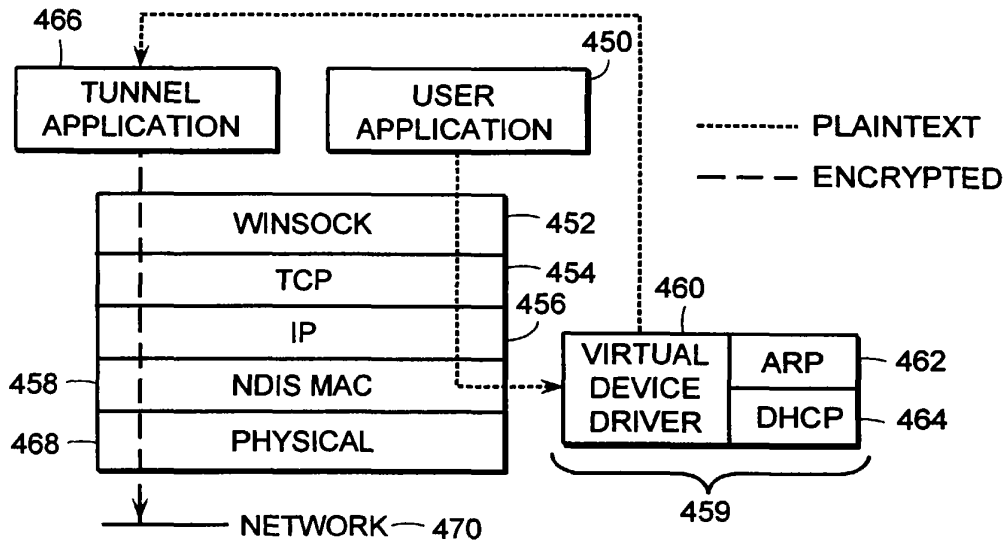 466
450
TUNNEL
APPLICATION
USER
APPLICATION
PLAINTEXT
ENCRYPTED
WINSOCK
452
TCP
454
IP
456
458
NDIS MAC
468
PHYSICAL
460
VIRTUAL
DEVICE
DRIVER
ARP
462
DHCP
464
459
NETWORK
470